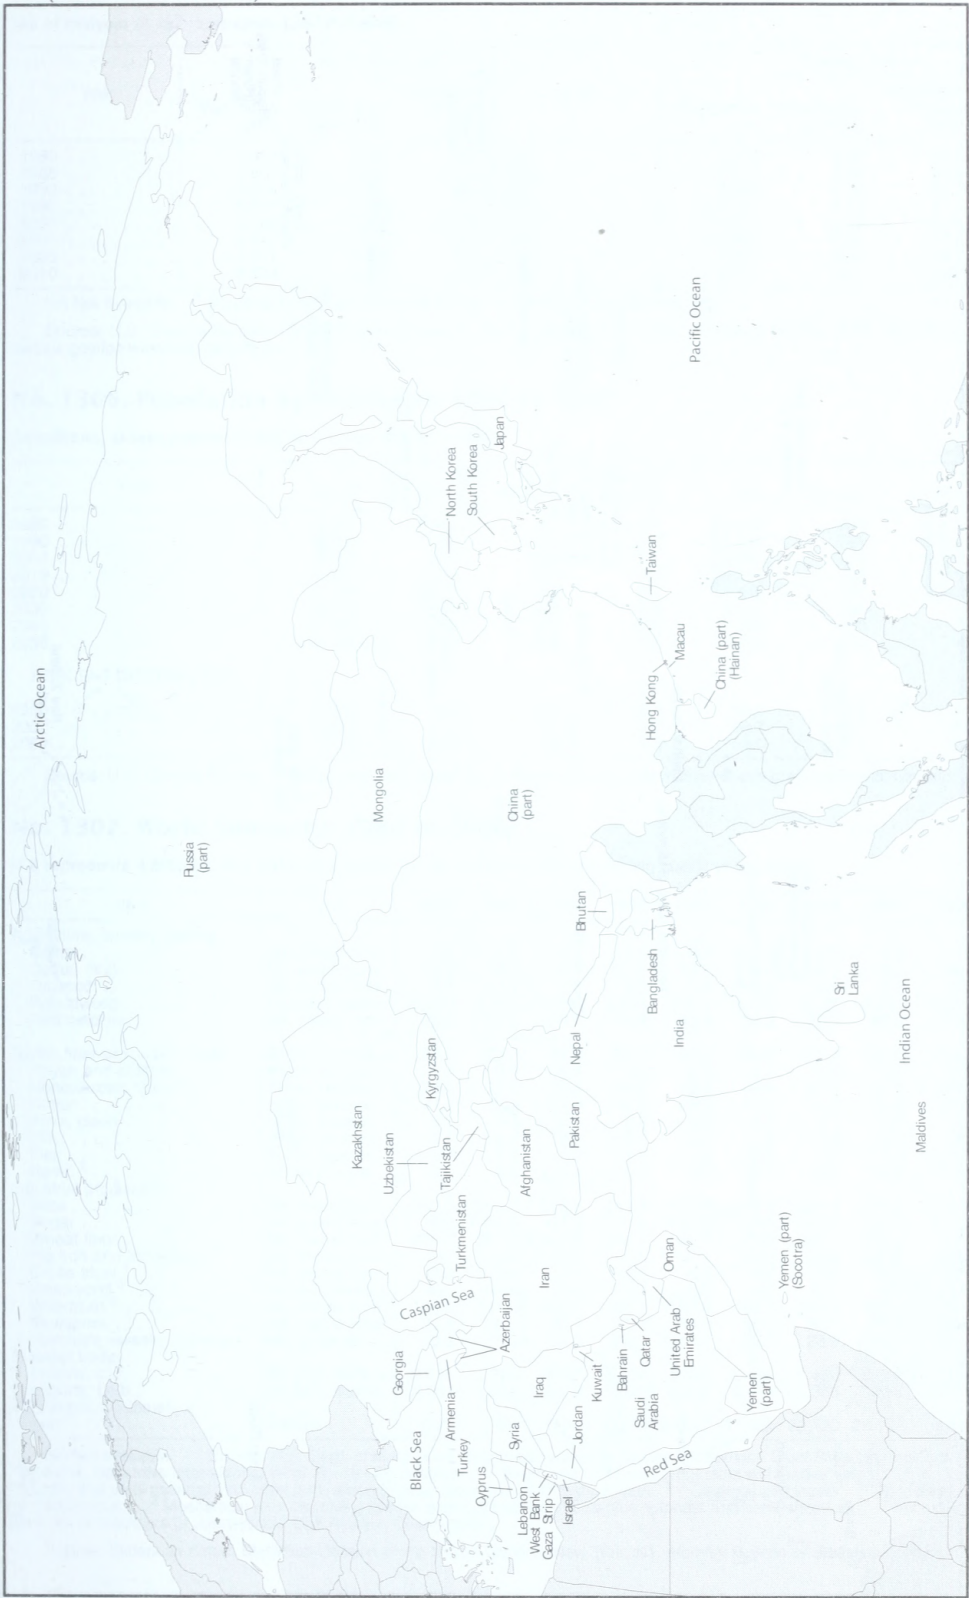 Arctic Ocean
Russia
(part)
Mongolia
China
(part)
Kazakhstan
Uzbekistan
Kyrgyzstan
Tajikistan
Turkmenistan
Afghanistan
Pakistan
Nepal
Bhutan
Bangladesh
India
Sri
Lanka
Maldives
Indian Ocean
North Korea
South Korea
Japan
Taiwan
Hong Kong
Macau
China (part)
(Hainan)
Pacific Ocean
Black Sea
Caspian Sea
Georgia
Armenia
Azerbaijan
Turkey
Cyprus
Syria
Lebanon
West Bank
Gaza Strip
Israel
Jordan
Iraq
Iran
Kuwait
Bahrain
Qatar
Saudi
Arabia
United Arab
Emirates
Oman
Yemen
(part)
Yemen (part)
(Socotra)
Red Sea